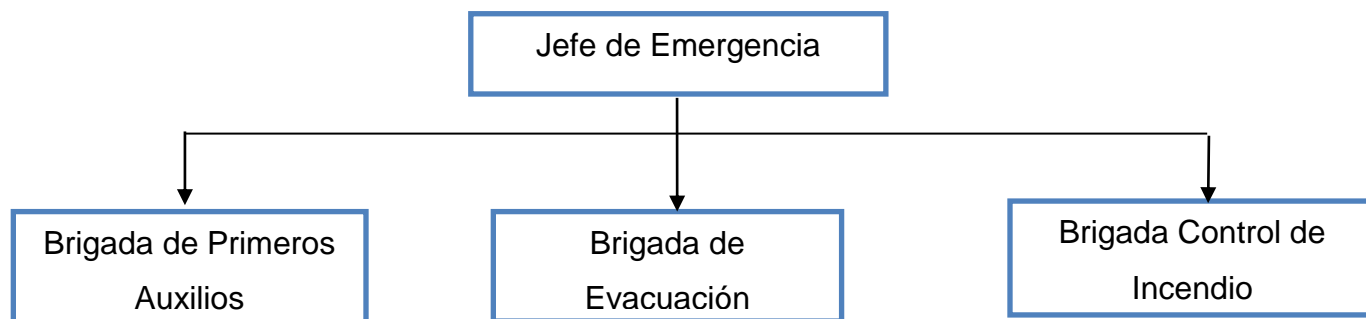 Jefe de Emergencia
Brigada de Primeros
Auxilios
Brigada de
Evacuación
Brigada Control de
Incendio